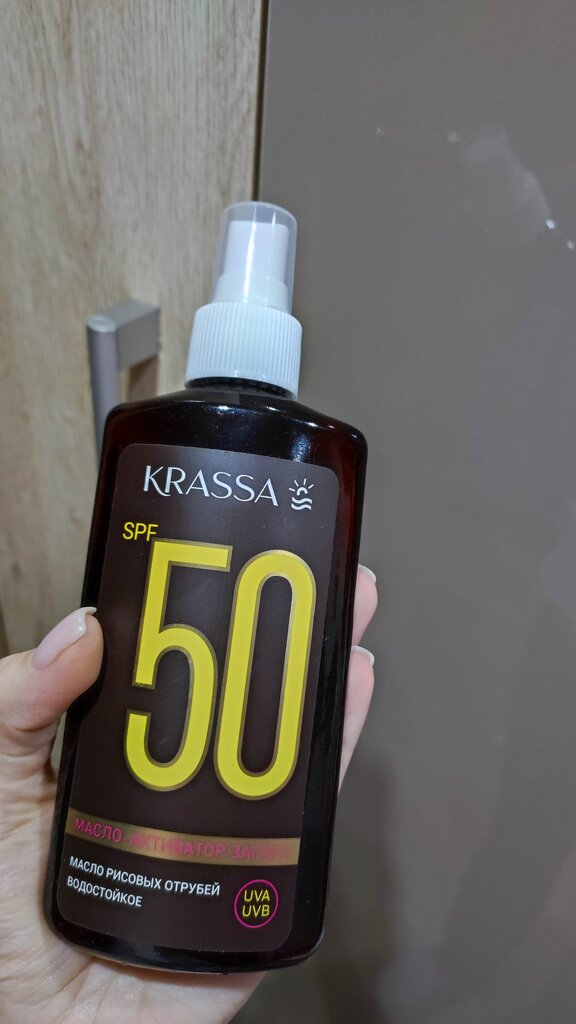 KRASSA
SPF
50
МАСЛО-АКТИВАТОР ЗАГАРА
МАСЛО РИСОВЫХ ОТРУБЕЙ
ВОДОСТОЙКОЕ
UVA
UVB